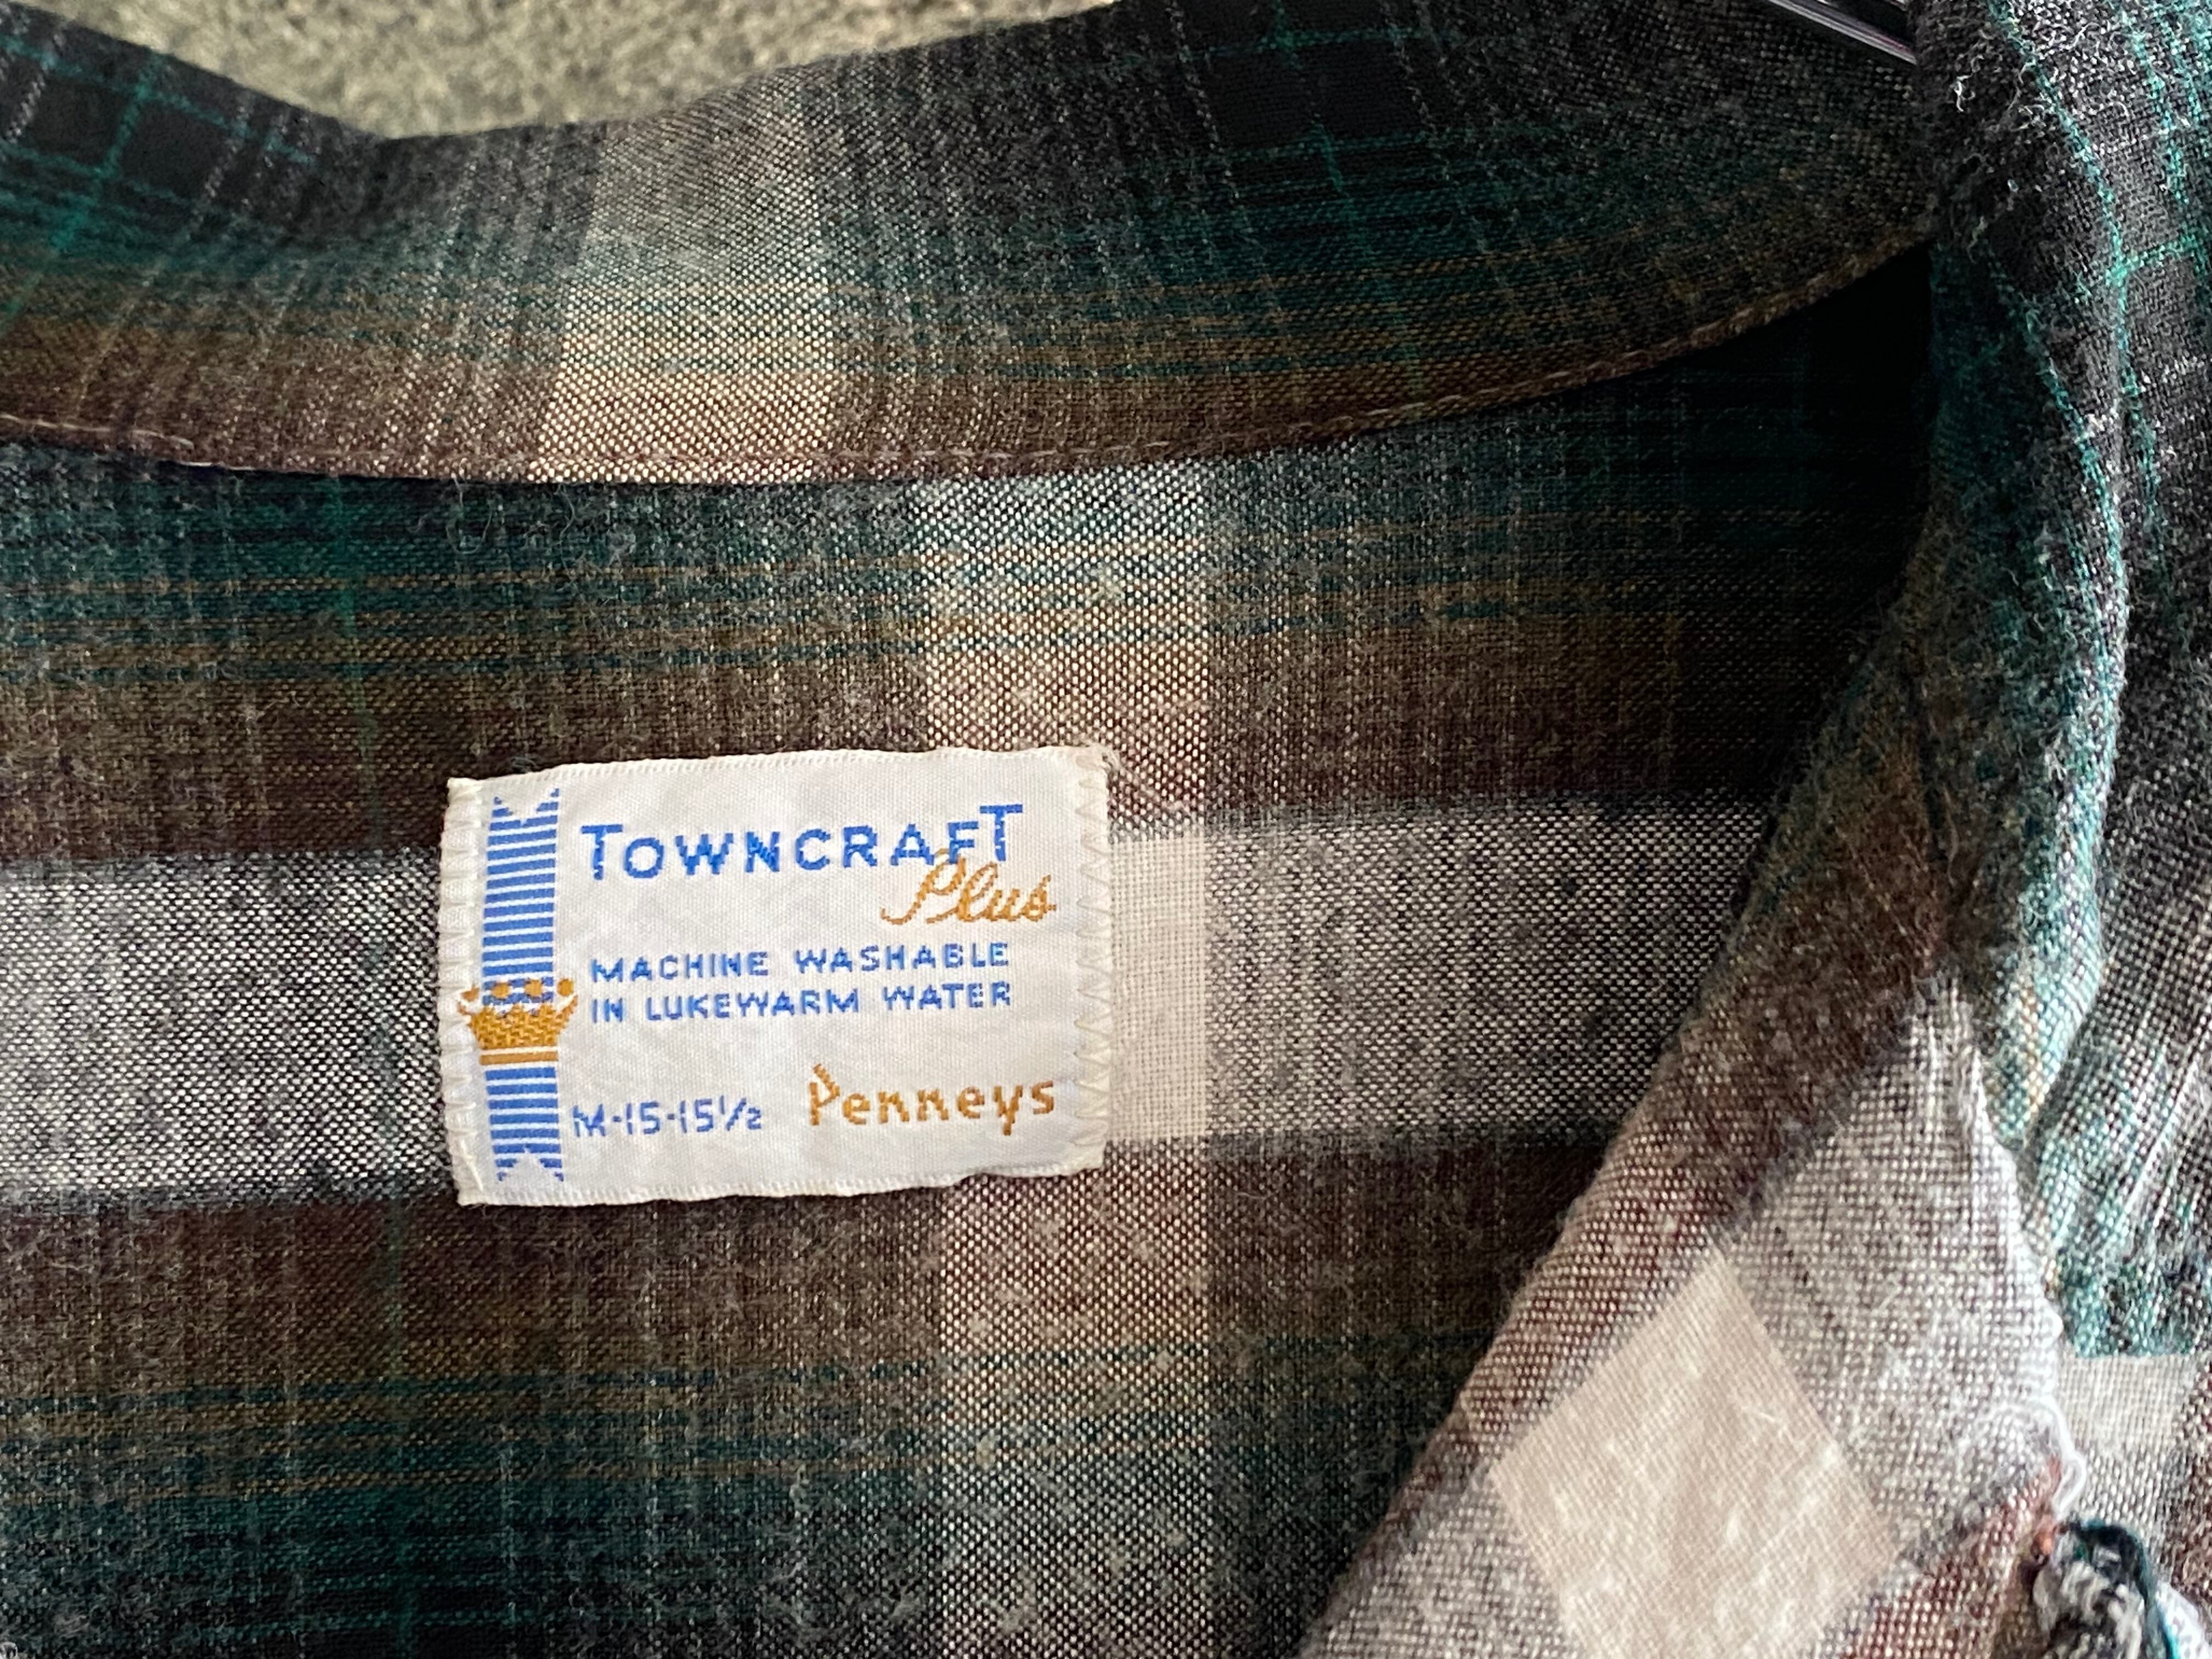 TOWNCRAFT
Plus
MACHINE WASHABLE
IN LUKEWARM WATER
M-15-15½ Penneys